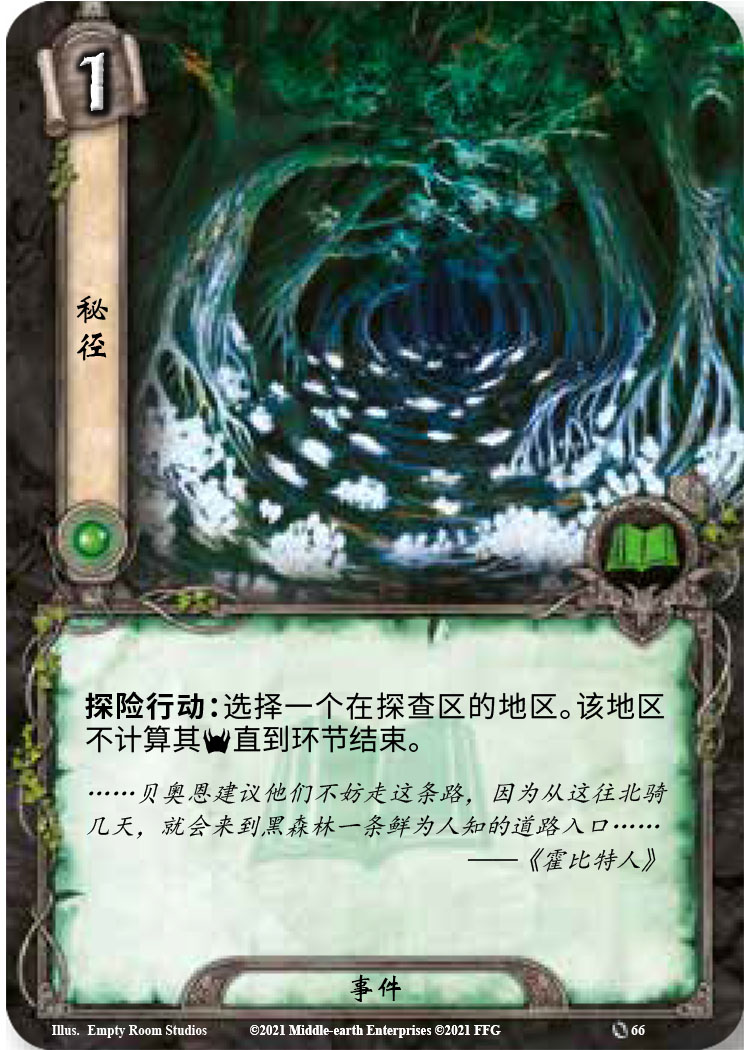 1
秘径
探险行动：选择一个在探查区的地区。该地区
不计算其直到环节结束。
……贝奥恩建议他们不妨走这条路，因为从这往北骑
几天，就会来到黑森林一条鲜为人知的道路入口……
——《霍比特人》
事件
Illus. Empty Room Studios ©2021 Middle-earth Enterprises ©2021 FFG 66